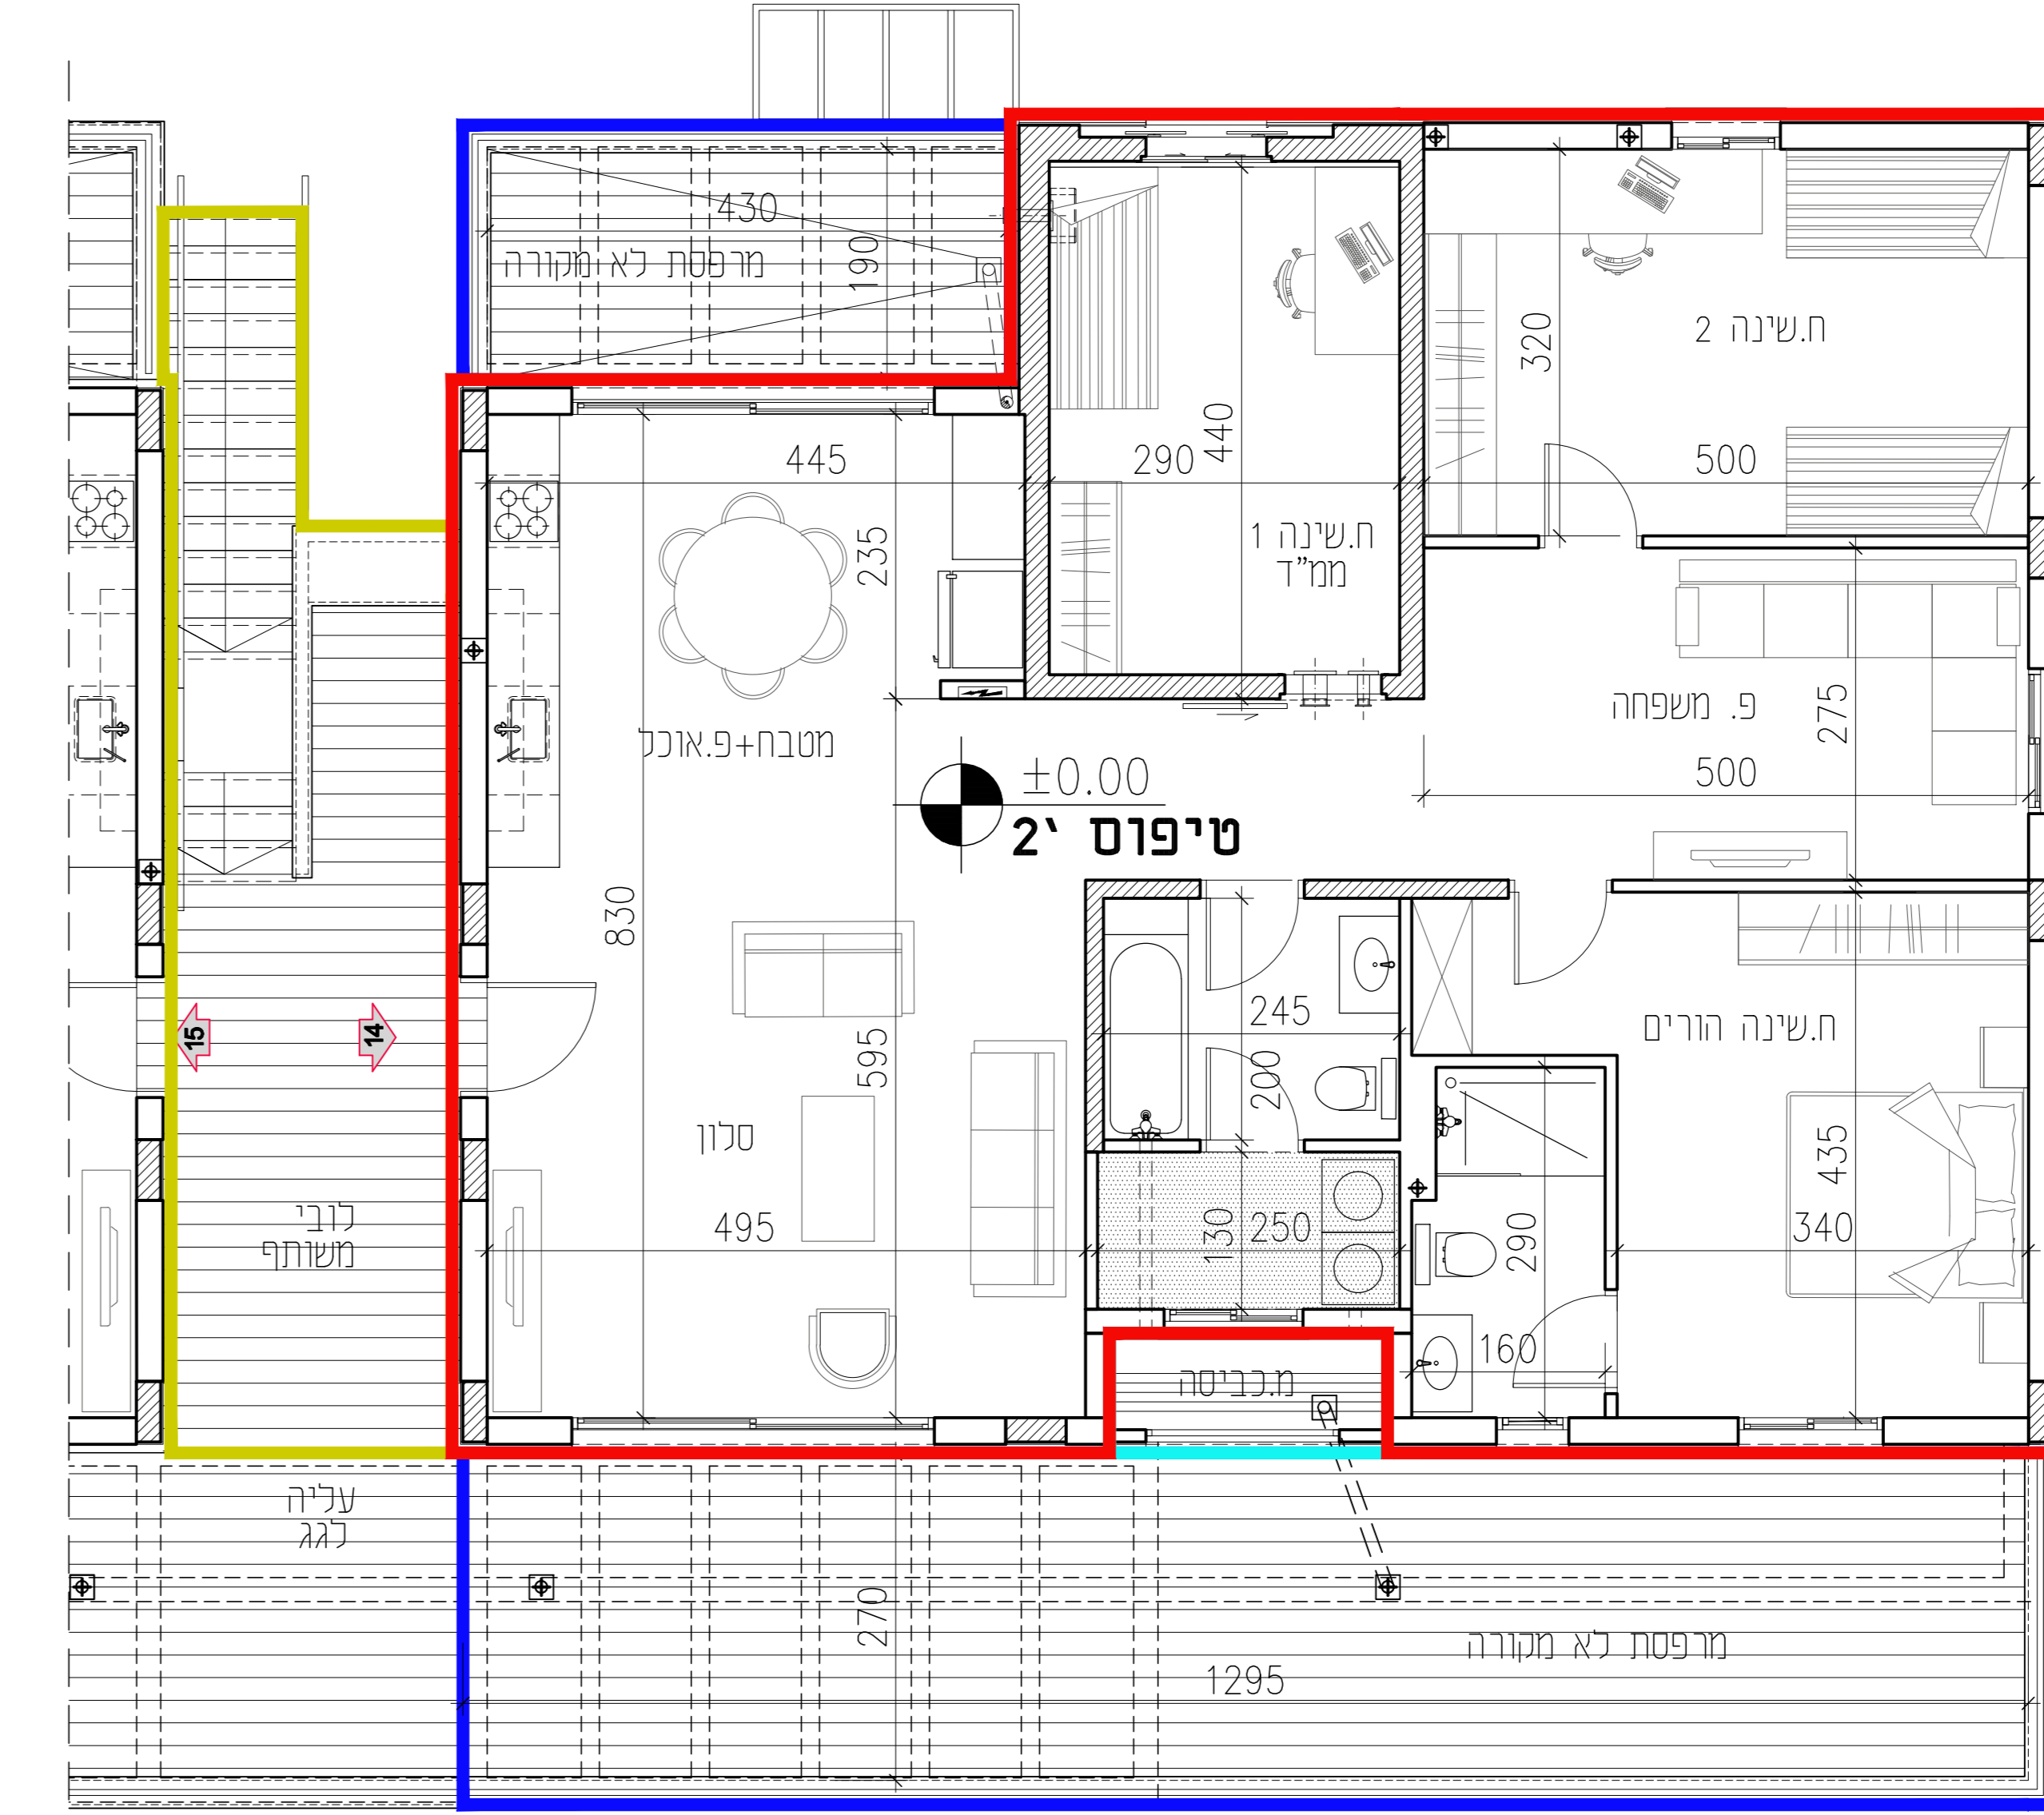 430
מרפסת לא מקורה
190
ח.שינה 2
320
445
290
440
500
235
ח.שינה 1
ממ"ד
פ. משפחה
275
500
מטבח+פ.אוכל
±0.00
טיפוס 2'
830
595
245
200
ח.שינה הורים
15
14
סלון
435
לובי
משותף
495
130
250
290
340
160
מ.כביסה
עליה
לגג
270
מרפסת לא מקורה
1295